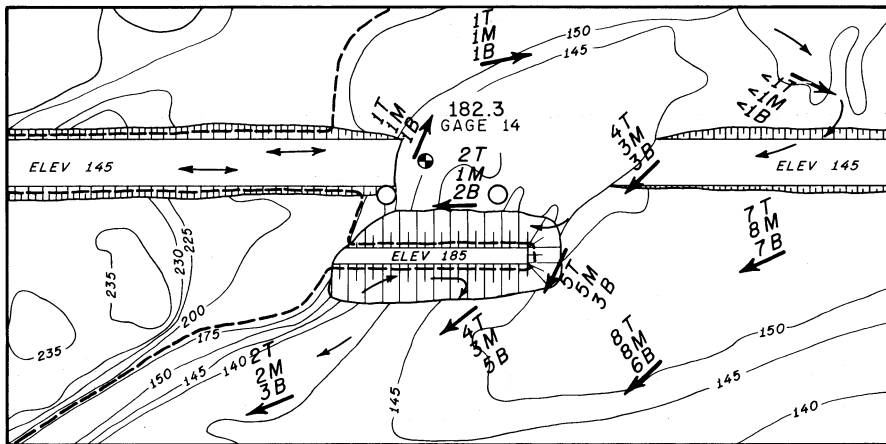 1T
1M
1B
150
145
1T
1M
1B
182.3
GAGE 14
2T
1M
2B
4T
3M
3B
^1T
^1M
^1B
ELEV 145
ELEV 145
7T
8M
7B
225
230
235
200
175
235
ELEV 185
5T
5M
3B
4T
3M
5B
8T
8M
6B
2T
2M
3B
150
145
140
145
150
145
140